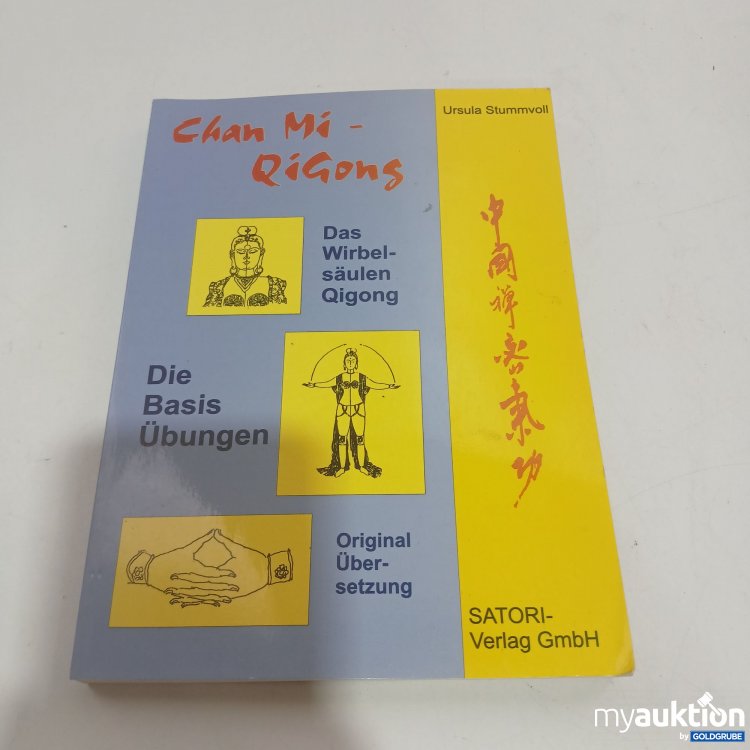 Ursula Stummvoll
Chan Mi -
QiGong
Das
Wirbel-
säulen
Qigong
Die
Basis
Übungen
Original
Über-
setzung
中
國
禪
密
氣
功
SATORI-
Verlag GmbH
myauktion
by GOLDGRUBE